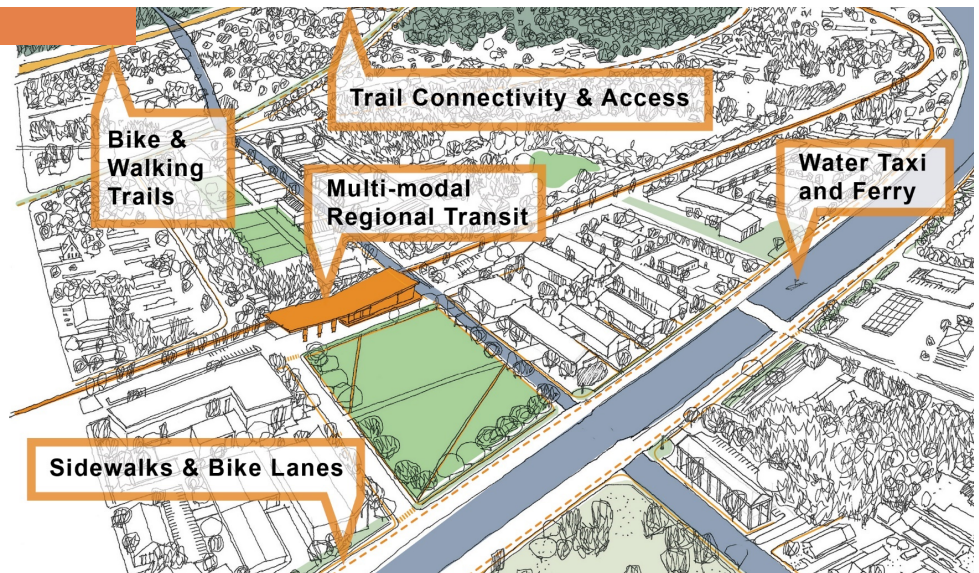 Trail Connectivity & Access
Bike &
Walking
Trails
Multi-modal
Regional Transit
Water Taxi
and Ferry
Sidewalks & Bike Lanes